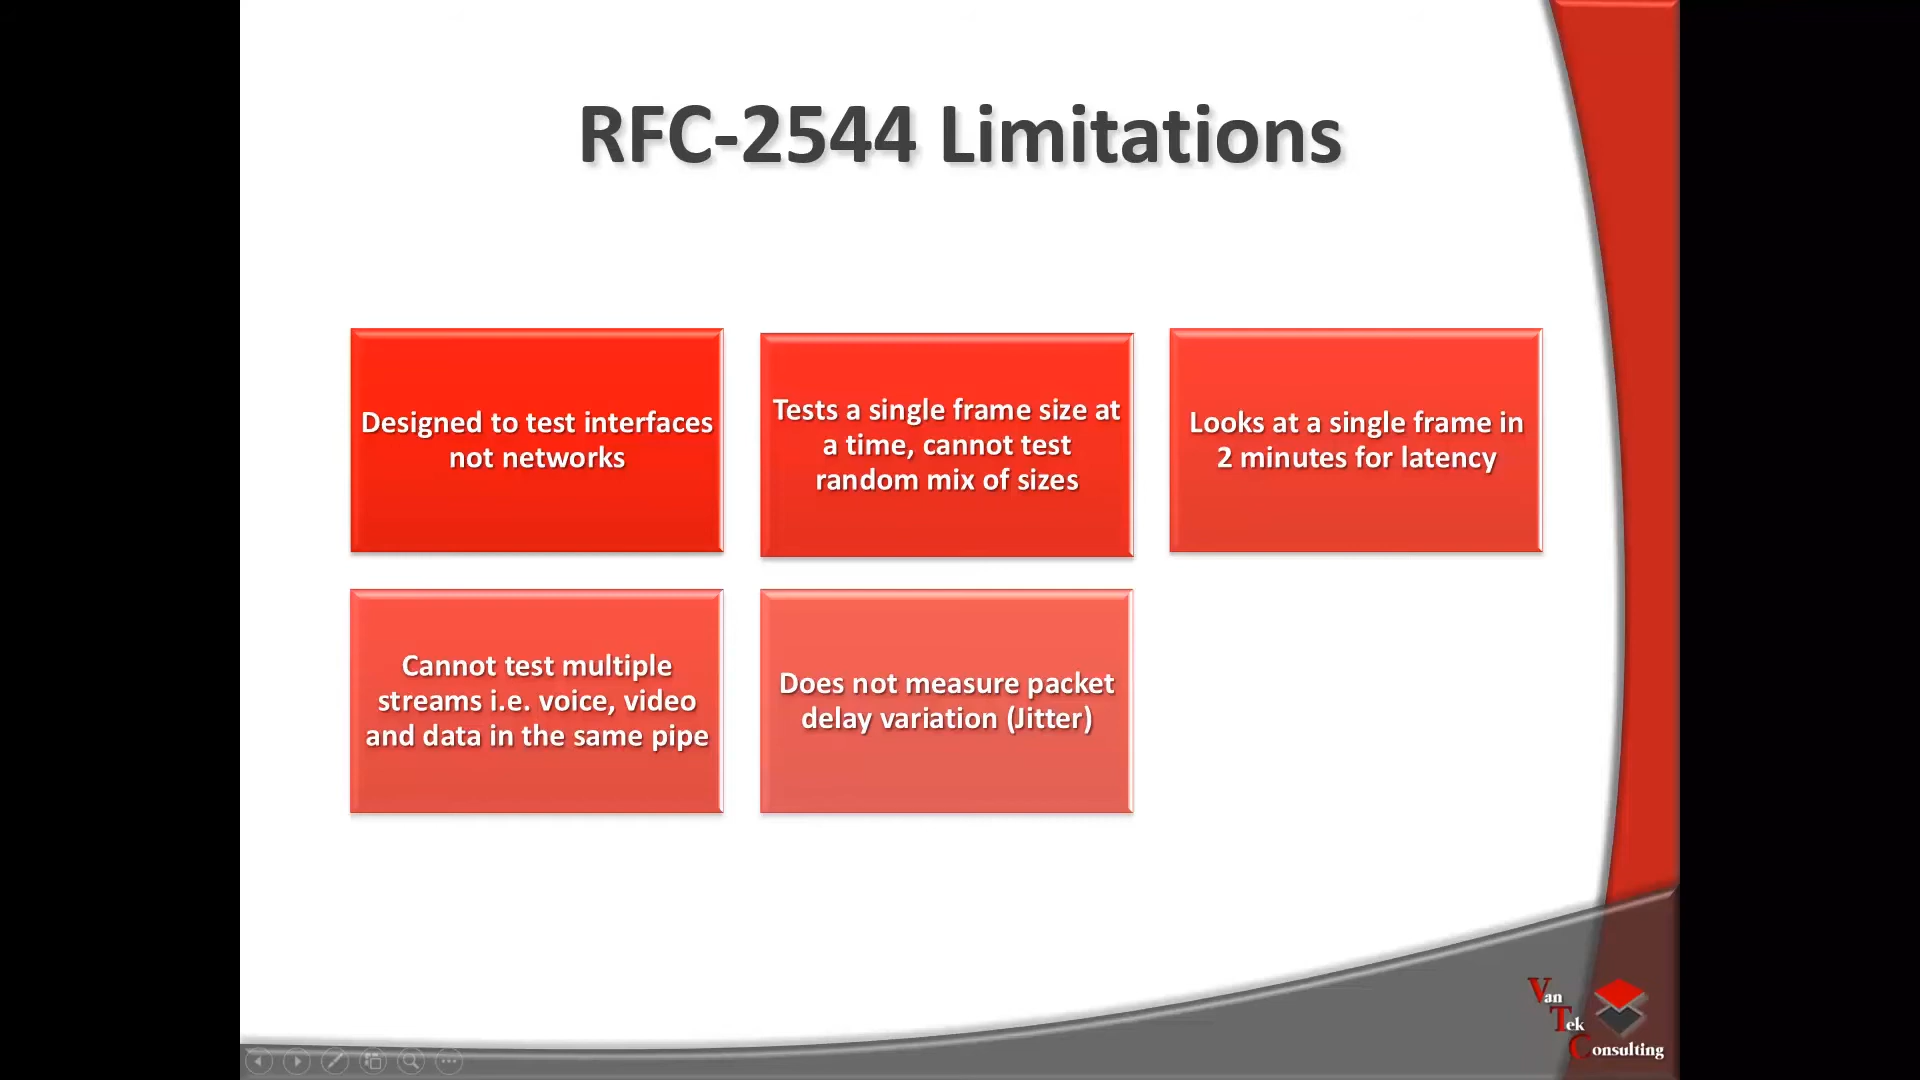 RFC-2544 Limitations
Designed to test interfaces
not networks
Tests a single frame size at
a time, cannot test
random mix of sizes
Looks at a single frame in
2 minutes for latency
Cannot test multiple
streams i.e. voice, video
and data in the same pipe
Does not measure packet
delay variation (Jitter)
Van
Tek
Consulting